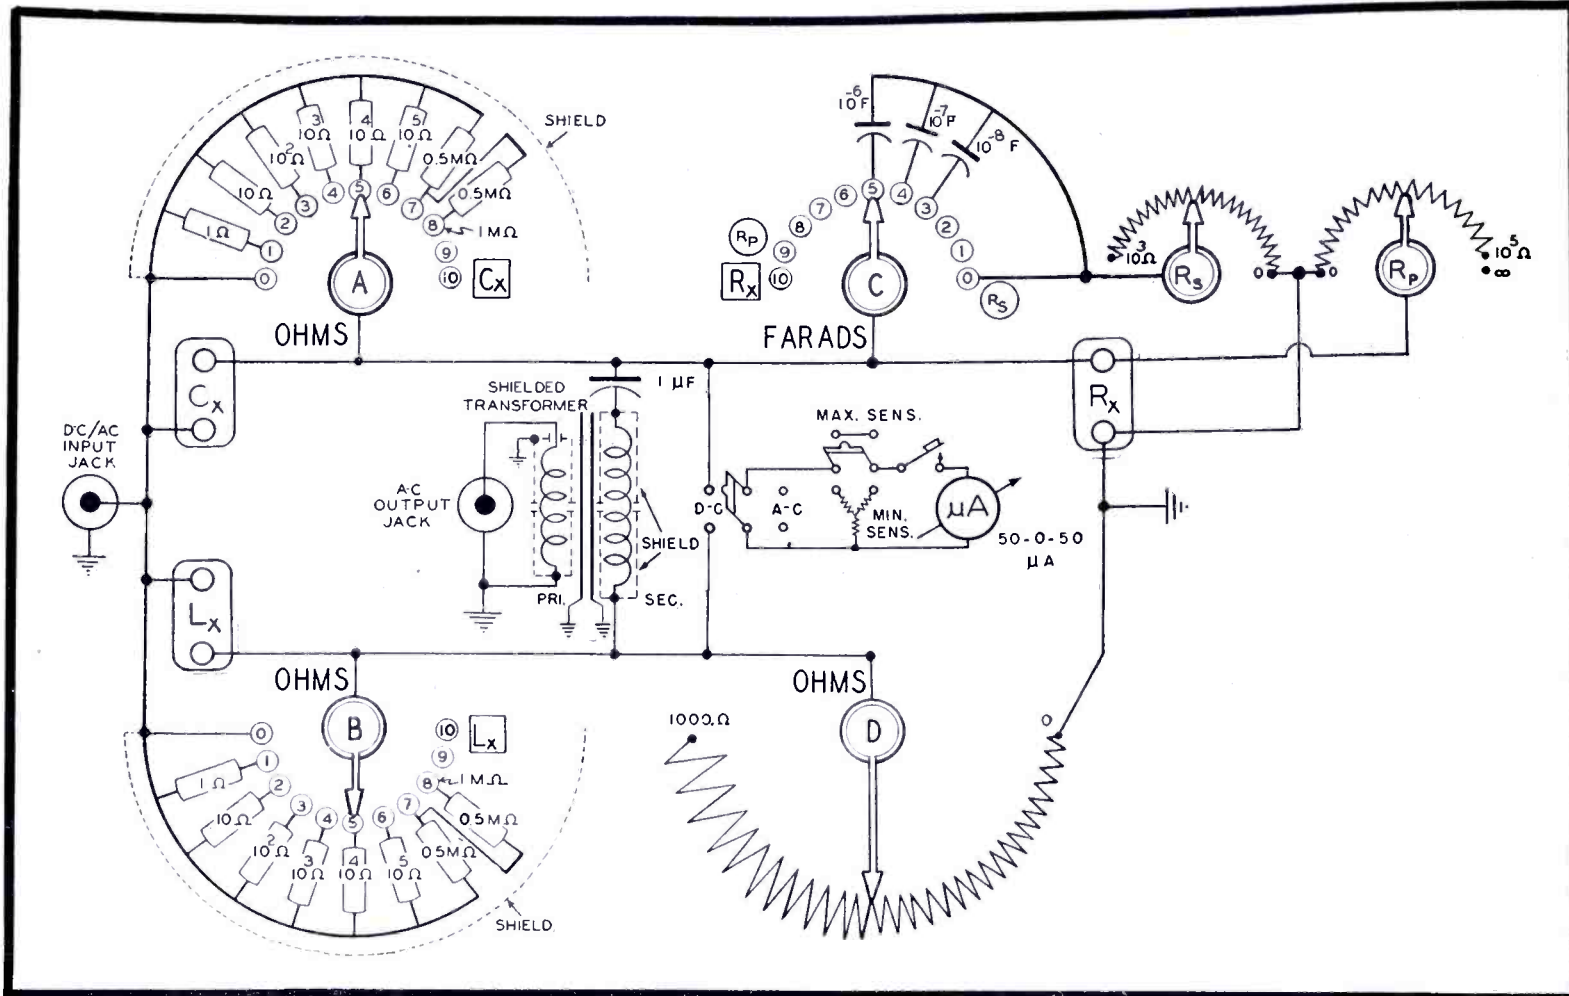 SHIELD
1Ω
10Ω
10²Ω
10³Ω
10⁴Ω
10⁵Ω
0.5MΩ
0.5MΩ
0
1
2
3
4
5
6
7
8
1MΩ
9
10
Cx
A
OHMS
10⁻⁶F
10⁻⁷F
10⁻⁸F
10
9
8
7
6
5
4
3
2
1
0
Rx
Rp
Rs
C
FARADS
10³Ω
Rs
0
0
Rp
10⁵Ω
∞
Cx
DC/AC
INPUT
JACK
Lx
SHIELDED
TRANSFORMER
1 μF
A-C
OUTPUT
JACK
PRI.
SEC.
SHIELD
D-C
A-C
MAX. SENS.
MIN.
SENS.
μA
50-0-50
μA
Rx
OHMS
B
0
1
2
3
4
5
6
7
8
1MΩ
9
10
Lx
1Ω
10Ω
10²Ω
10³Ω
10⁴Ω
10⁵Ω
0.5MΩ
0.5MΩ
SHIELD
OHMS
D
1000Ω
0